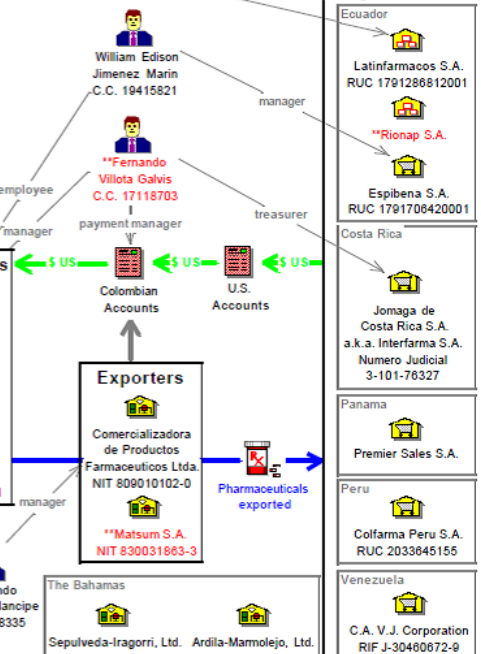 William Edison
Jimenez Marin
C.C. 19415821
manager
**Fernando
Villota Galvis
C.C. 17118703
employee
manager
payment manager
treasurer
s
$ US
$ US
$ US
Colombian
Accounts
U.S.
Accounts
Exporters
Comercializadora
de Productos
Farmaceuticos Ltda.
NIT 809010102-0
**Matsum S.A.
NIT 830031863-3
manager
Pharmaceuticals
exported
ndo
lancipe
8335
The Bahamas
Sepulveda-Iragorri, Ltd.
Ardila-Marmolejo, Ltd.
Ecuador
Latinfarmacos S.A.
RUC 1791286812001
**Rionap S.A.
Espibena S.A.
RUC 1791706420001
Costa Rica
Jomaga de
Costa Rica S.A.
a.k.a. Interfarma S.A.
Numero Judicial
3-101-76327
Panama
Premier Sales S.A.
Peru
Colfarma Peru S.A.
RUC 2033645155
Venezuela
C.A. V.J. Corporation
RIF J-30460672-9